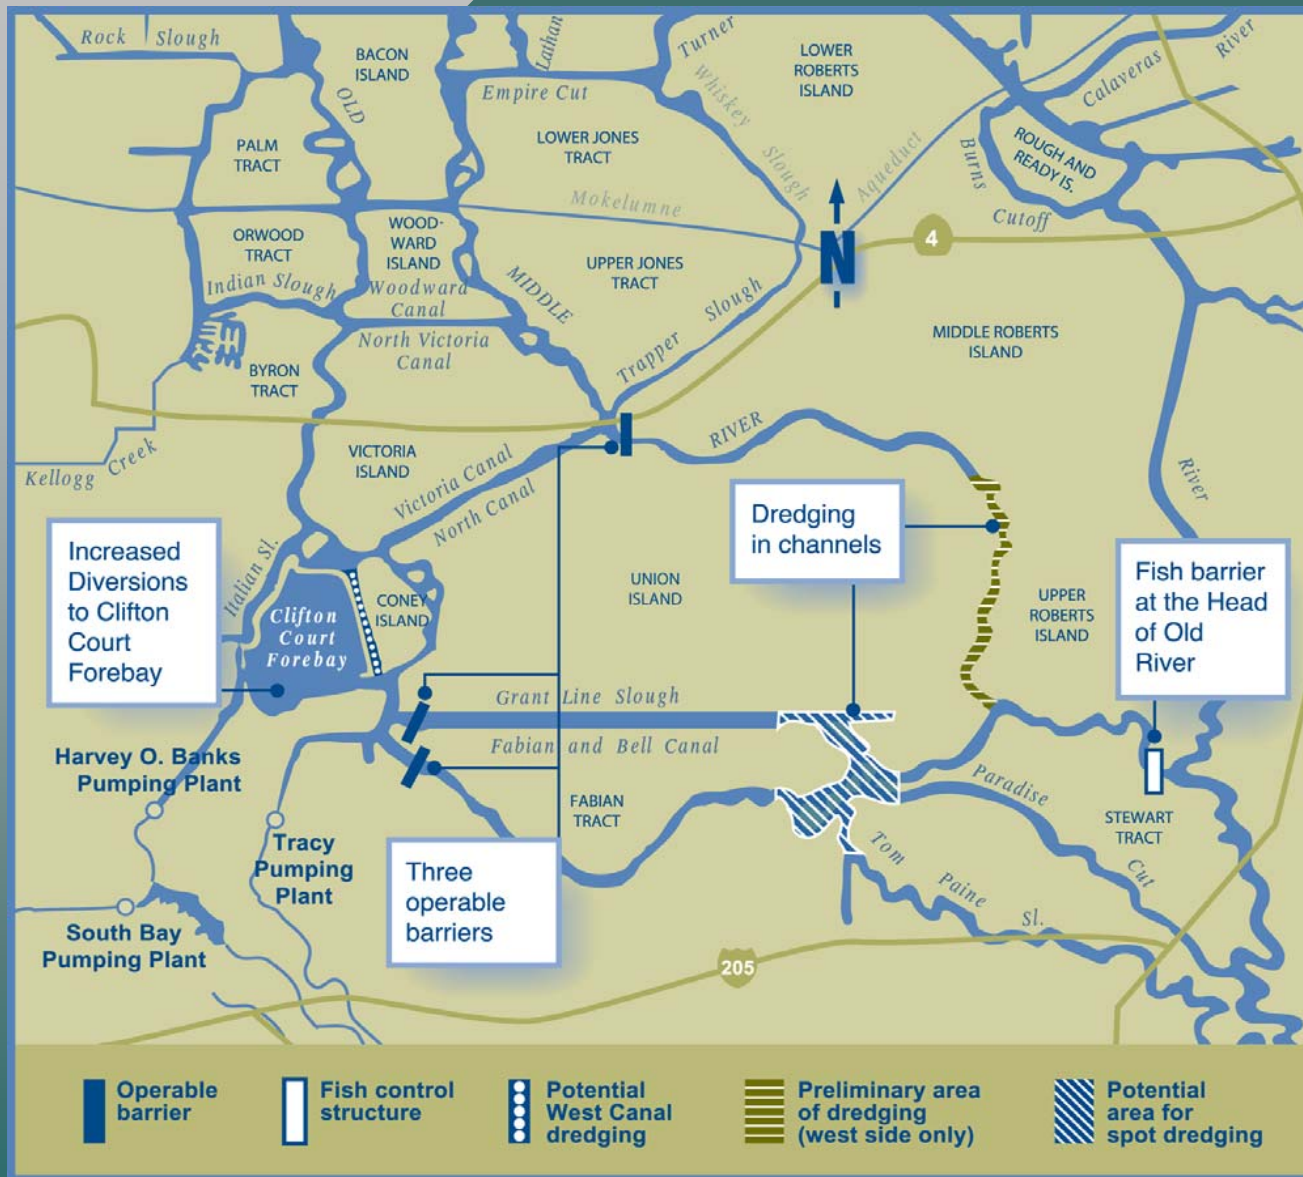 Rock Slough
BACON
ISLAND
OLD
Lathan
Turner
LOWER
ROBERTS
ISLAND
Calaveras
River
Empire Cut
Whiskey
Slough
PALM
TRACT
LOWER JONES
TRACT
Aqueduct
Burns
Cutoff
ROUGH AND
READY IS.
Mokelumne
ORWOOD
TRACT
WOOD-
WARD
ISLAND
UPPER JONES
TRACT
N
4
Indian Slough
Woodward
Canal
MIDDLE
Trapper Slough
MIDDLE ROBERTS
ISLAND
North Victoria
Canal
BYRON
TRACT
RIVER
Kellogg Creek
VICTORIA
ISLAND
Victoria Canal
North Canal
River
Increased
Diversions
to Clifton
Court
Forebay
Italian Sl.
Clifton
Court
Forebay
CONEY
ISLAND
UNION
ISLAND
Dredging
in channels
UPPER
ROBERTS
ISLAND
Fish barrier
at the Head
of Old
River
Grant Line Slough
Fabian and Bell Canal
Harvey O. Banks
Pumping Plant
FABIAN
TRACT
Paradise
Cut
STEWART
TRACT
Tracy
Pumping
Plant
Three
operable
barriers
Tom Paine Sl.
South Bay
Pumping Plant
205
Operable
barrier
Fish control
structure
Potential
West Canal
dredging
Preliminary area
of dredging
(west side only)
Potential
area for
spot dredging